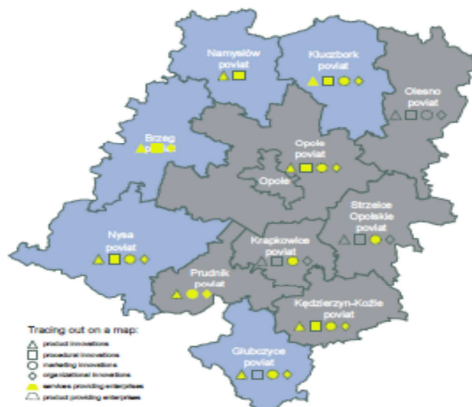 Namysłów
poviat
Kluczbork
poviat
Olesno
poviat
Brzeg
Opole
poviat
Opole
Strzelce
Opolskie
poviat
Nysa
poviat
Krapkowice
poviat
Prudnik
poviat
Kędzierzyn-Koźle
poviat
Głubczyce
poviat
Tracing out on a map:
product innovations
procedural innovations
marketing innovations
organizational innovations
services providing enterprises
product providing enterprises